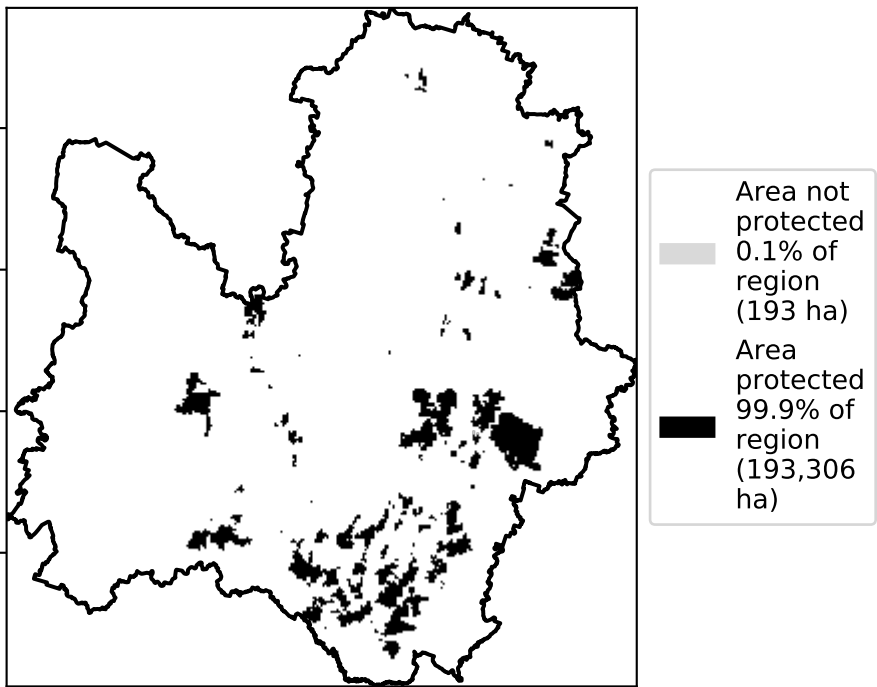 Area not
protected
0.1% of
region
(193 ha)
Area
protected
99.9% of
region
(193,306
ha)